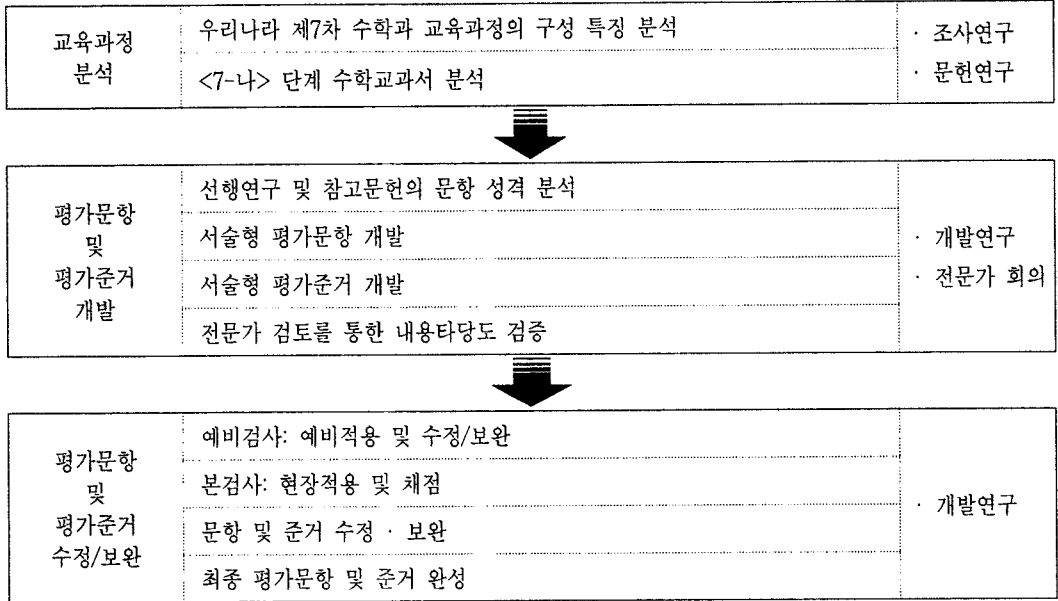 교육과정
분석
우리나라 제7차 수학과 교육과정의 구성 특징 분석
<7-나> 단계 수학교과서 분석
· 조사연구
· 문헌연구
평가문항
및
평가준거
개발
선행연구 및 참고문헌의 문항 성격 분석
서술형 평가문항 개발
서술형 평가준거 개발
전문가 검토를 통한 내용타당도 검증
· 개발연구
· 전문가 회의
평가문항
및
평가준거
수정/보완
예비검사: 예비적용 및 수정/보완
본검사: 현장적용 및 채점
문항 및 준거 수정 · 보완
최종 평가문항 및 준거 완성
· 개발연구